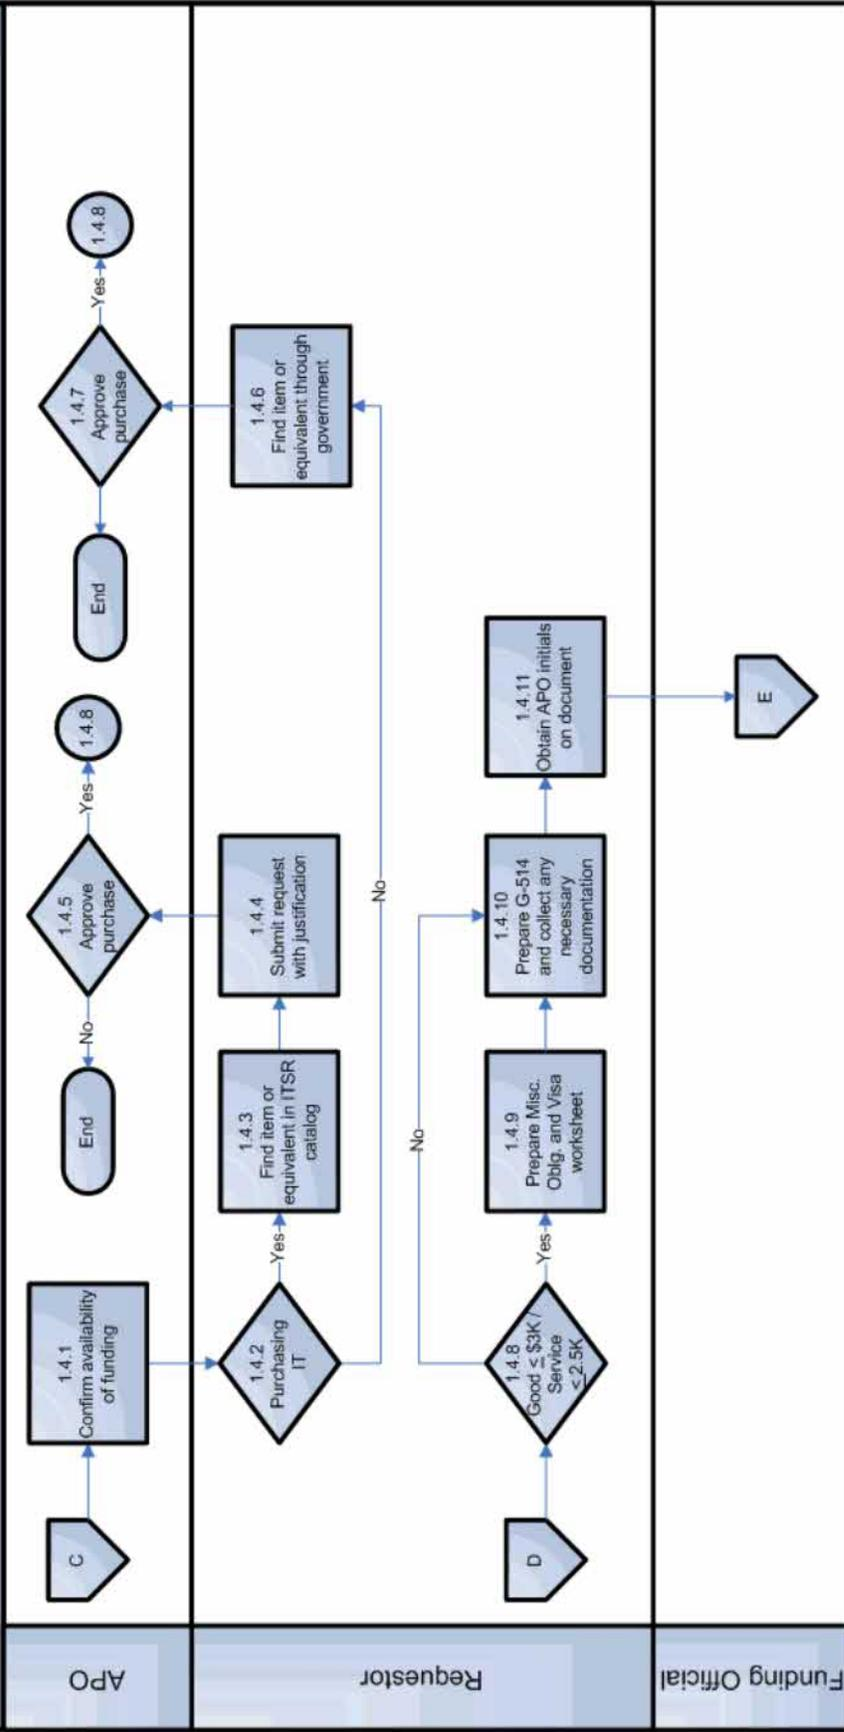 APO
C
1.4.1
Confirm availability
of funding
End
No
1.4.5
Approve
purchase
Yes
1.4.8
End
1.4.7
Approve
purchase
Yes
1.4.8
Requestor
1.4.2
Purchasing
IT
Yes
1.4.3
Find item or
equivalent in ITSR
catalog
1.4.4
Submit request
with justification
No
1.4.6
Find item or
equivalent through
government
D
1.4.8
Good ≤ $3K /
Service
≤ 2.5K
Yes
No
1.4.9
Prepare Misc.
Oblg. and Visa
worksheet
1.4.10
Prepare G-514
and collect any
necessary
documentation
1.4.11
Obtain APO initials
on document
Funding Official
E